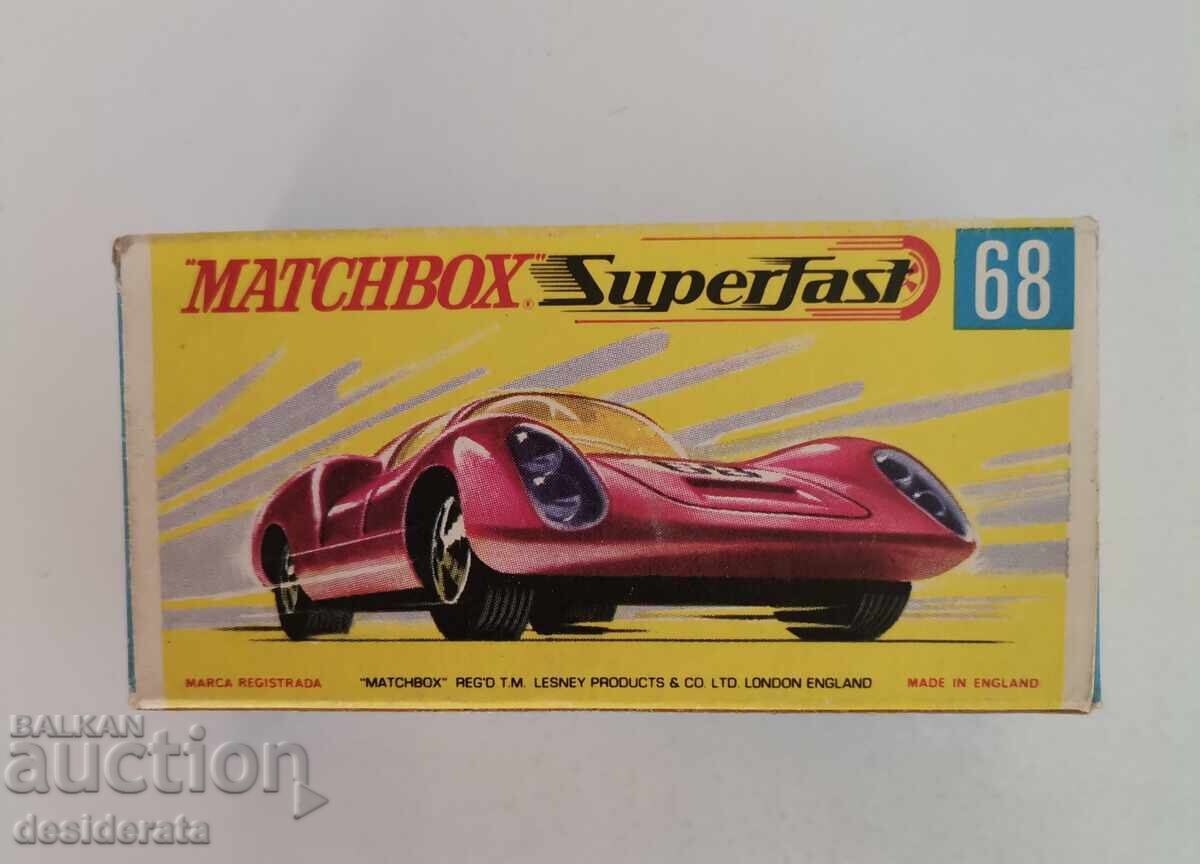 "MATCHBOX"® Superfast 68
68
MARCA REGISTRADA "MATCHBOX" REG'D T.M. LESNEY PRODUCTS & CO. LTD. LONDON ENGLAND MADE IN ENGLAND
BALKAN
auction
desiderata